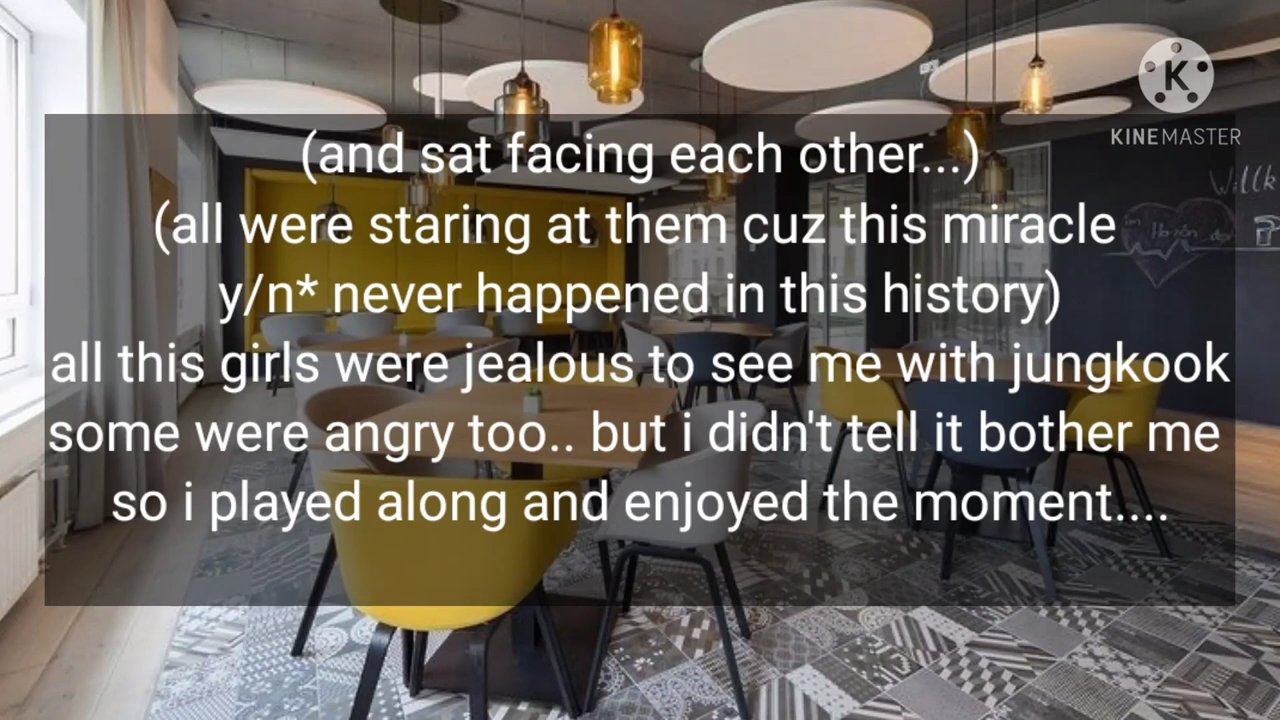 (and sat facing each other...)
(all were staring at them cuz this miracle
y/n* never happened in this history)
all this girls were jealous to see me with jungkook
some were angry too.. but i didn't tell it bother me
so i played along and enjoyed the moment....
K
KINEMASTER